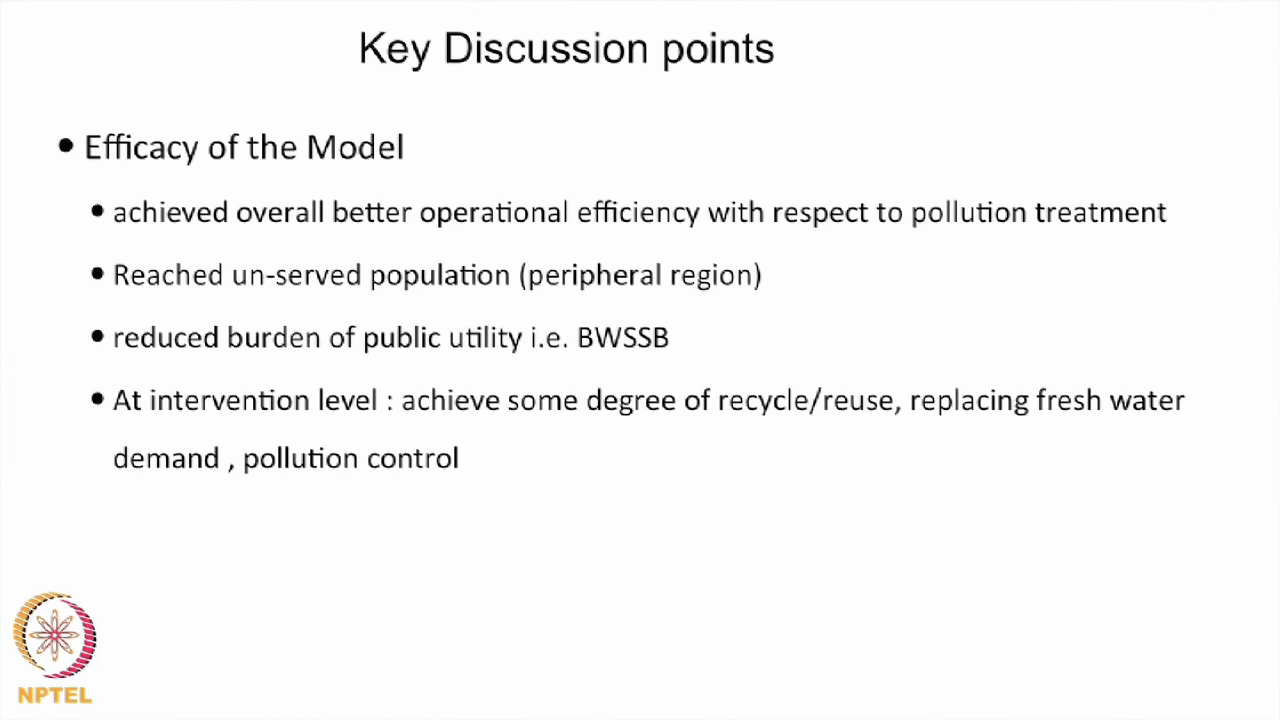 Key Discussion points
• Efficacy of the Model
• achieved overall better operational efficiency with respect to pollution treatment
• Reached un-served population (peripheral region)
• reduced burden of public utility i.e. BWSSB
• At intervention level : achieve some degree of recycle/reuse, replacing fresh water
demand , pollution control
NPTEL